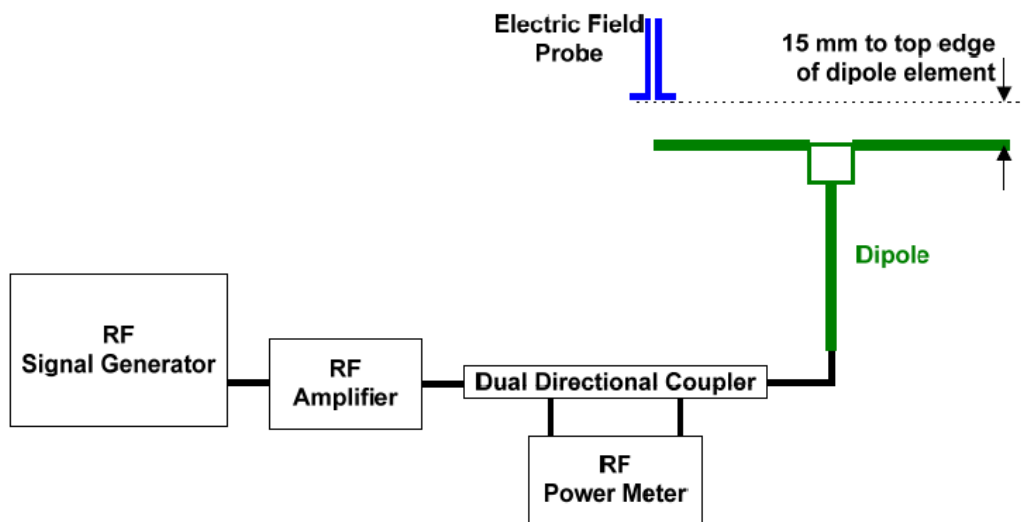 Electric Field
Probe
15 mm to top edge
of dipole element
Dipole
RF
Signal Generator
RF
Amplifier
Dual Directional Coupler
RF
Power Meter